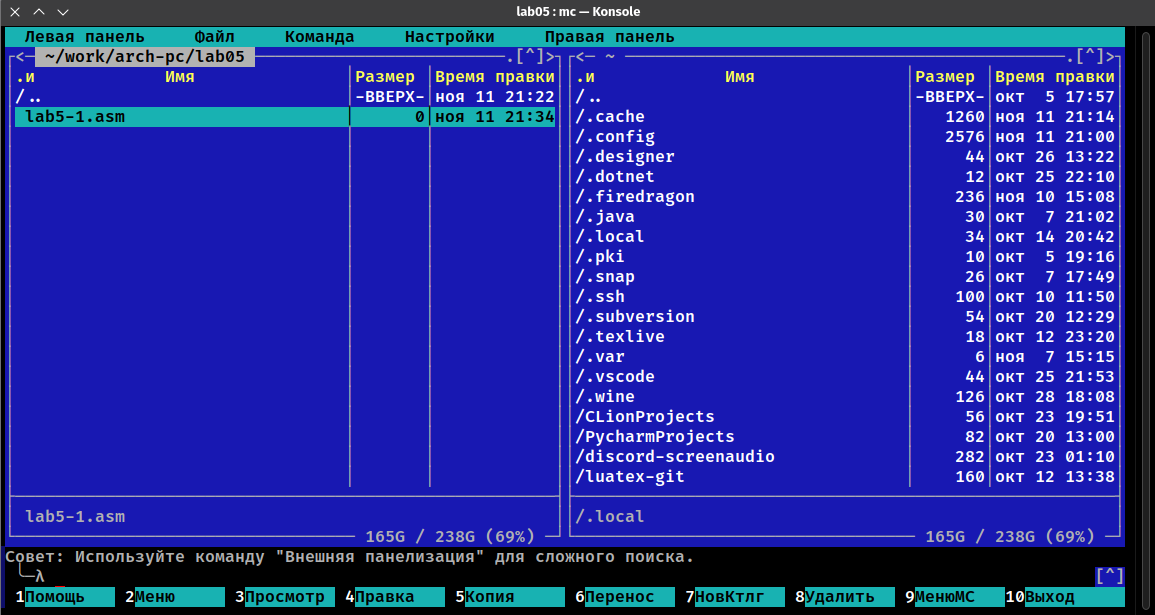 lab05 : mc — Konsole
Левая панель Файл Команда Настройки Правая панель
<— ~/work/arch-pc/lab05 .[^]> <— ~ .[^]>
.и Имя Размер Время правки .и Имя Размер Время правки
/.. -ВВЕРХ- ноя 11 21:22 /.. -ВВЕРХ- окт 5 17:57
lab5-1.asm 0 ноя 11 21:34 /.cache 1260 ноя 11 21:14
/.config 2576 ноя 11 21:00
/.designer 44 окт 26 13:22
/.dotnet 12 окт 25 22:10
/.firedragon 236 ноя 10 15:08
/.java 30 окт 7 21:02
/.local 34 окт 14 20:42
/.pki 10 окт 5 19:16
/.snap 26 окт 7 17:49
/.ssh 100 окт 10 11:50
/.subversion 54 окт 20 12:29
/.texlive 18 окт 12 23:20
/.var 6 ноя 7 15:15
/.vscode 44 окт 25 21:53
/.wine 126 окт 28 18:08
/CLionProjects 56 окт 23 19:51
/PycharmProjects 82 окт 20 13:00
/discord-screenaudio 282 окт 23 01:10
/luatex-git 160 окт 12 13:38
lab5-1.asm /.local
165G / 238G (69%) 165G / 238G (69%)
Совет: Используйте команду "Внешняя панелизация" для сложного поиска.
╰─λ [^]
1Помощь 2Меню 3Просмотр 4Правка 5Копия 6Перенос 7НовКтлг 8Удалить 9МенюМС 10Выход